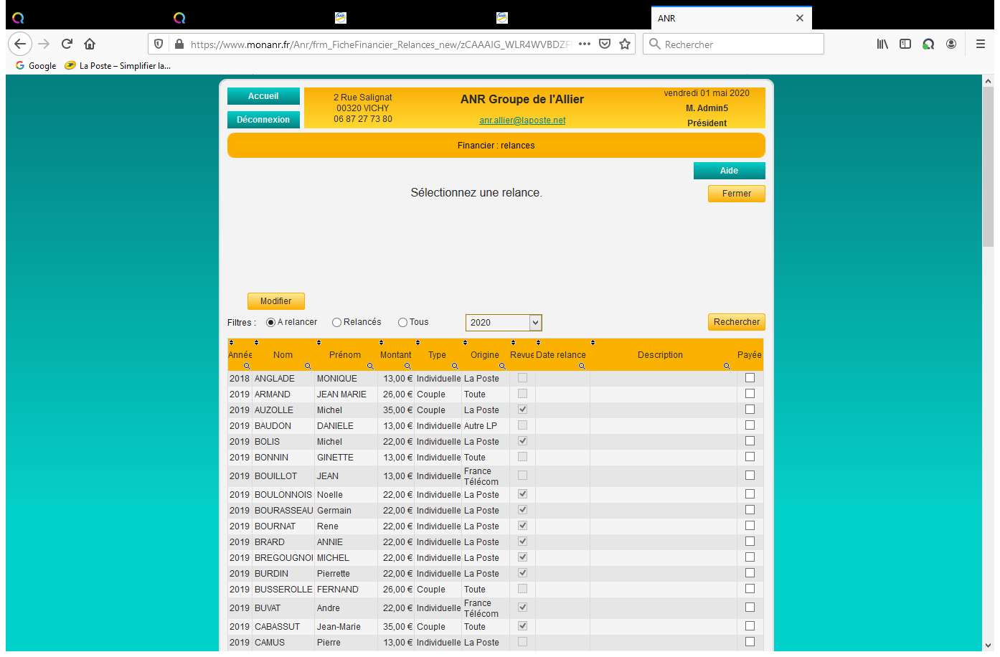 ANR
https://www.monanr.fr/Anr/frm_FicheFinancier_Relances_new/zCAAAIG_WLR4WVBDZF
Rechercher
Google
La Poste – Simplifier la...
Accueil
Déconnexion
2 Rue Salignat
00320 VICHY
06 87 27 73 80
ANR Groupe de l'Allier
anr.allier@laposte.net
vendredi 01 mai 2020
M. Admin5
Président
Financier : relances
Aide
Sélectionnez une relance.
Fermer
Modifier
Filtres : A relancer Relancés Tous 2020 Rechercher
Année Nom Prénom Montant Type Origine Revue Date relance Description Payée
2018 ANGLADE MONIQUE 13,00 € Individuelle La Poste
2019 ARMAND JEAN MARIE 26,00 € Couple Toute
2019 AUZOLLE Michel 35,00 € Couple La Poste
2019 BAUDON DANIELE 13,00 € Individuelle Autre LP
2019 BOLIS Michel 22,00 € Individuelle La Poste
2019 BONNIN GINETTE 13,00 € Individuelle Toute
2019 BOUILLOT JEAN 13,00 € Individuelle France Télécom
2019 BOULONNOIS Noelle 22,00 € Individuelle La Poste
2019 BOURASSEAU Germain 22,00 € Individuelle La Poste
2019 BOURNAT Rene 22,00 € Individuelle La Poste
2019 BRARD ANNIE 22,00 € Individuelle La Poste
2019 BREGOUGNOI MICHEL 22,00 € Individuelle La Poste
2019 BURDIN Pierrette 22,00 € Individuelle La Poste
2019 BUSSEROLLE FERNAND 26,00 € Couple Toute
2019 BUVAT Andre 22,00 € Individuelle France Télécom
2019 CABASSUT Jean-Marie 35,00 € Couple Toute
2019 CAMUS Pierre 13,00 € Individuelle La Poste